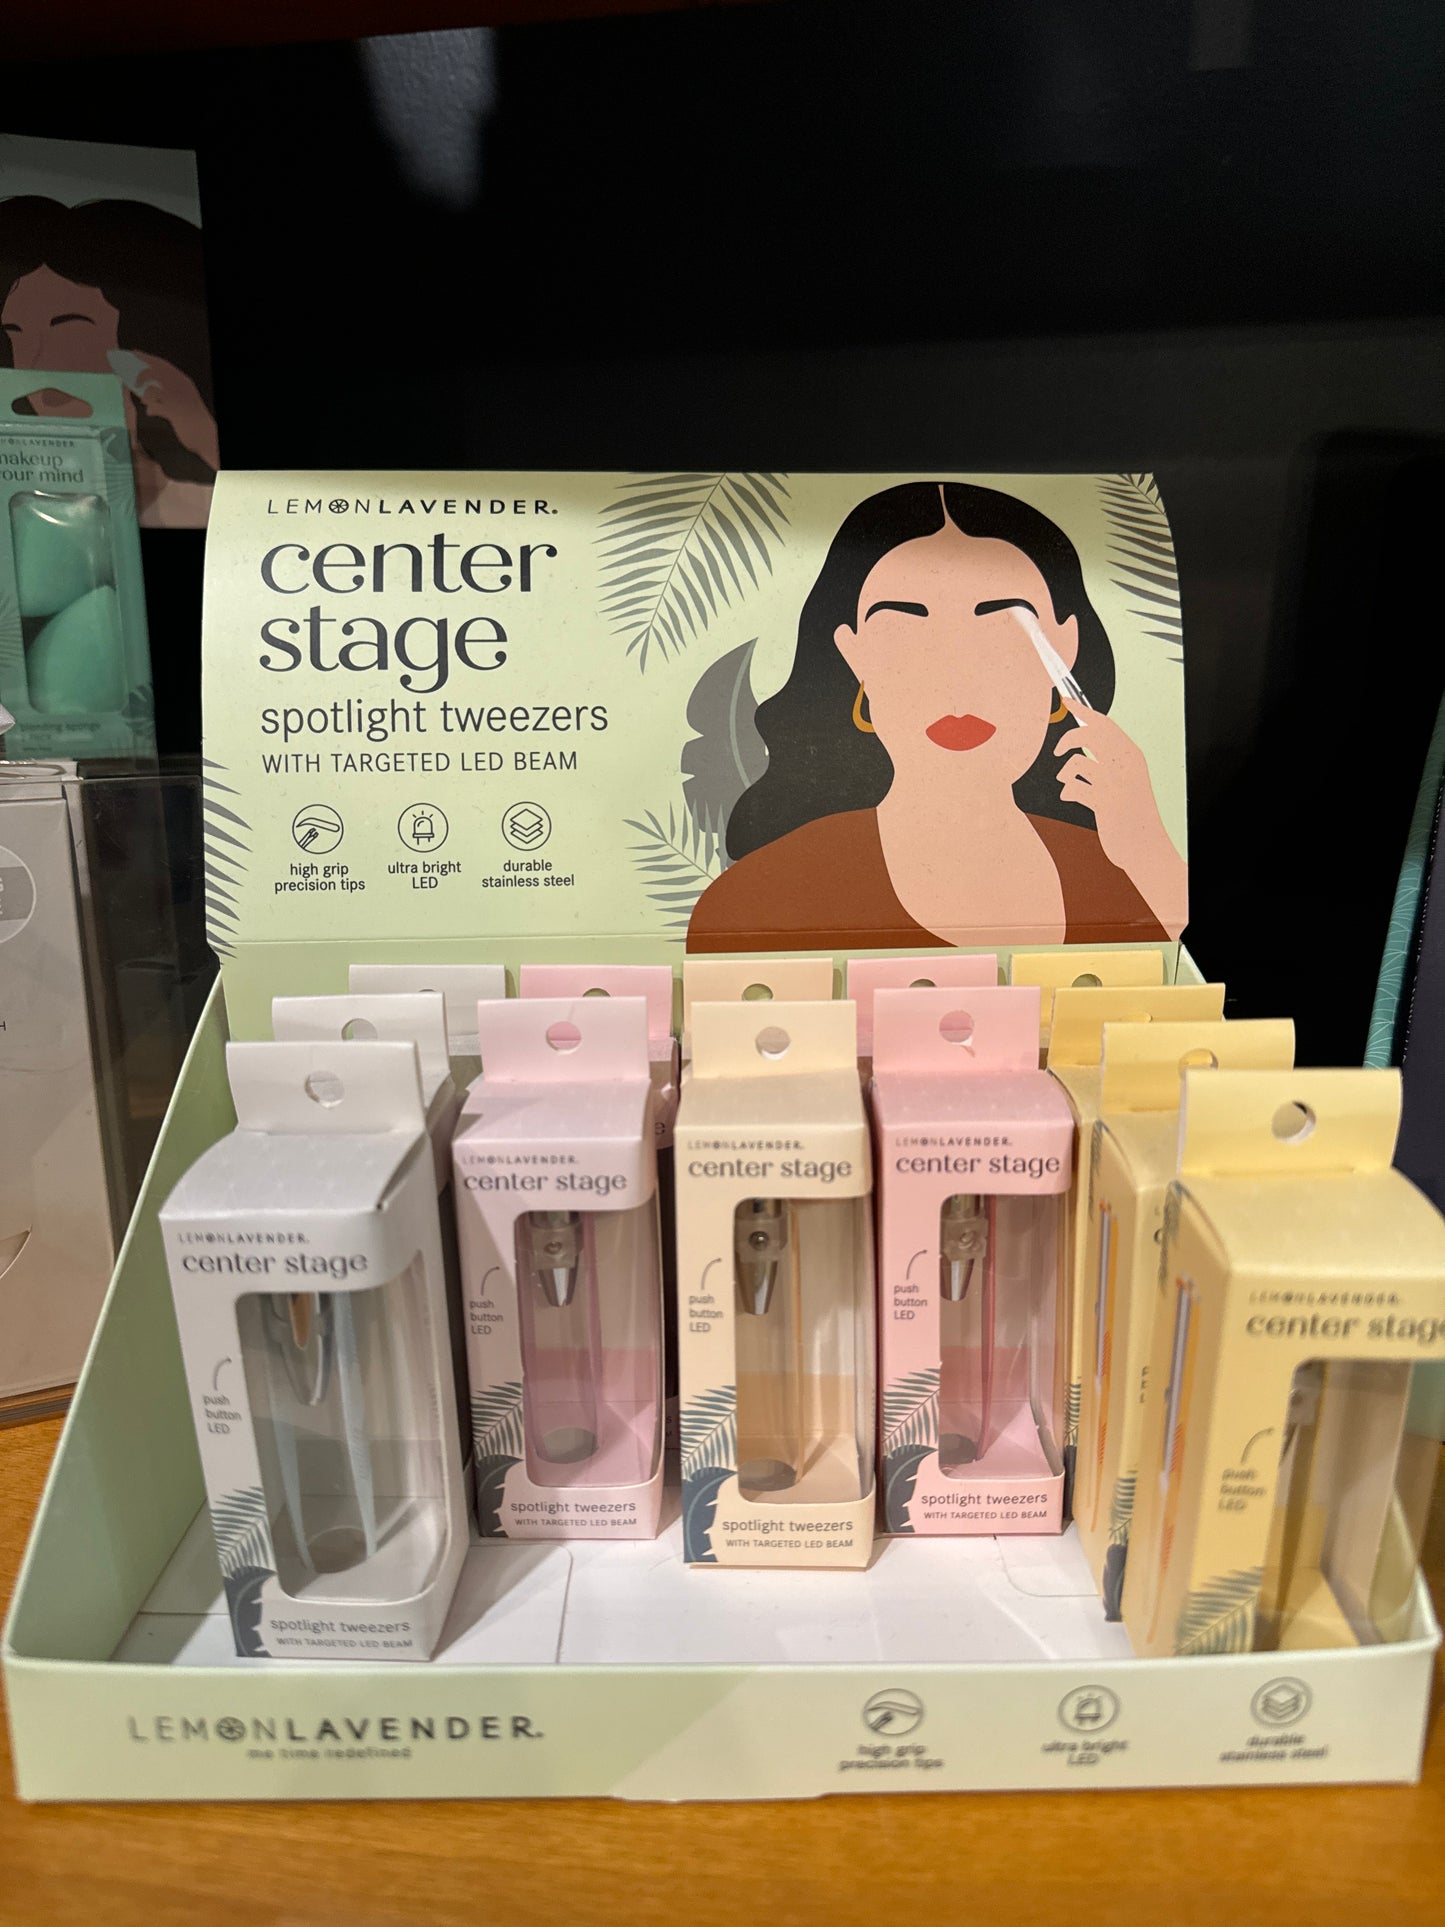 LEMONLAVENDER.
center
stage
spotlight tweezers
WITH TARGETED LED BEAM
high grip
precision tips
ultra bright
LED
durable
stainless steel
LAVENDER
our mind
LEMONLAVENDER.
center stage
push
button
LED
spotlight tweezers
WITH TARGETED LED BEAM
LEMONLAVENDER.
center stage
push
button
LED
spotlight tweezers
WITH TARGETED LED BEAM
LEMONLAVENDER.
center stage
push
button
LED
spotlight tweezers
WITH TARGETED LED BEAM
LEMONLAVENDER.
center stage
push
button
LED
spotlight tweezers
WITH TARGETED LED BEAM
LEMONLAVENDER.
center stage
push
button
LED
LEMONLAVENDER.
me time redefined
high grip
precision tips
ultra bright
LED
durable
stainless steel